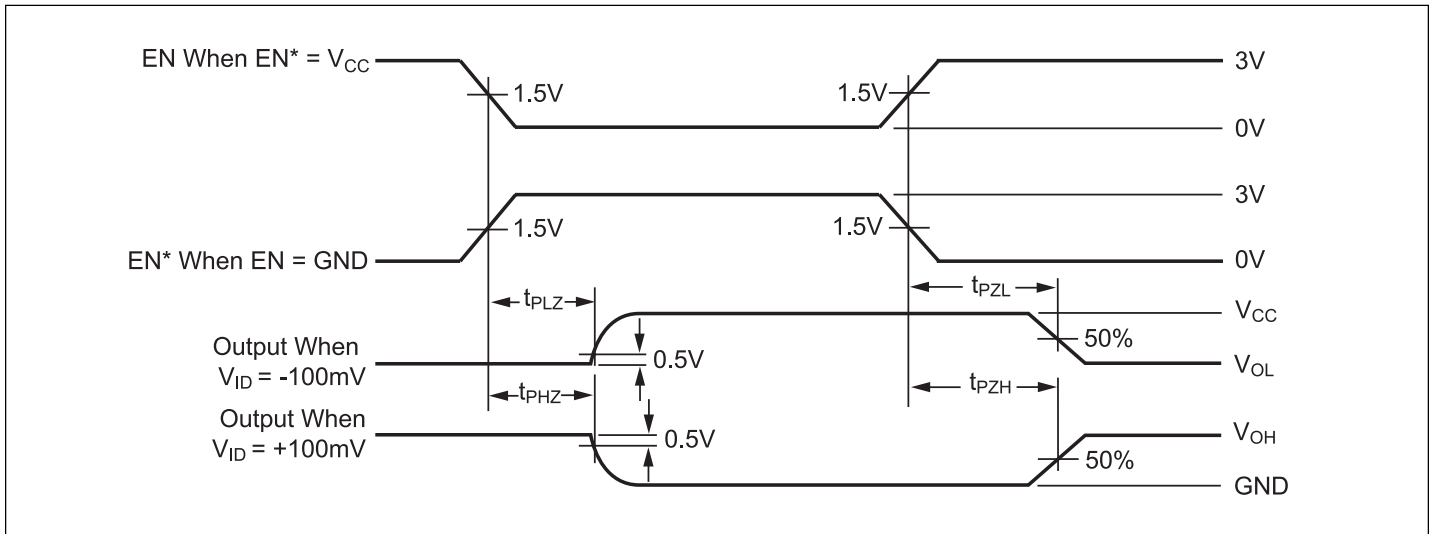 EN When EN* = VCC
3V
1.5V
1.5V
0V
3V
1.5V
1.5V
EN* When EN = GND
0V
tPLZ
tPZL
VCC
Output When
VID = -100mV
0.5V
50%
VOL
tPHZ
tPZH
Output When
VID = +100mV
0.5V
VOH
50%
GND